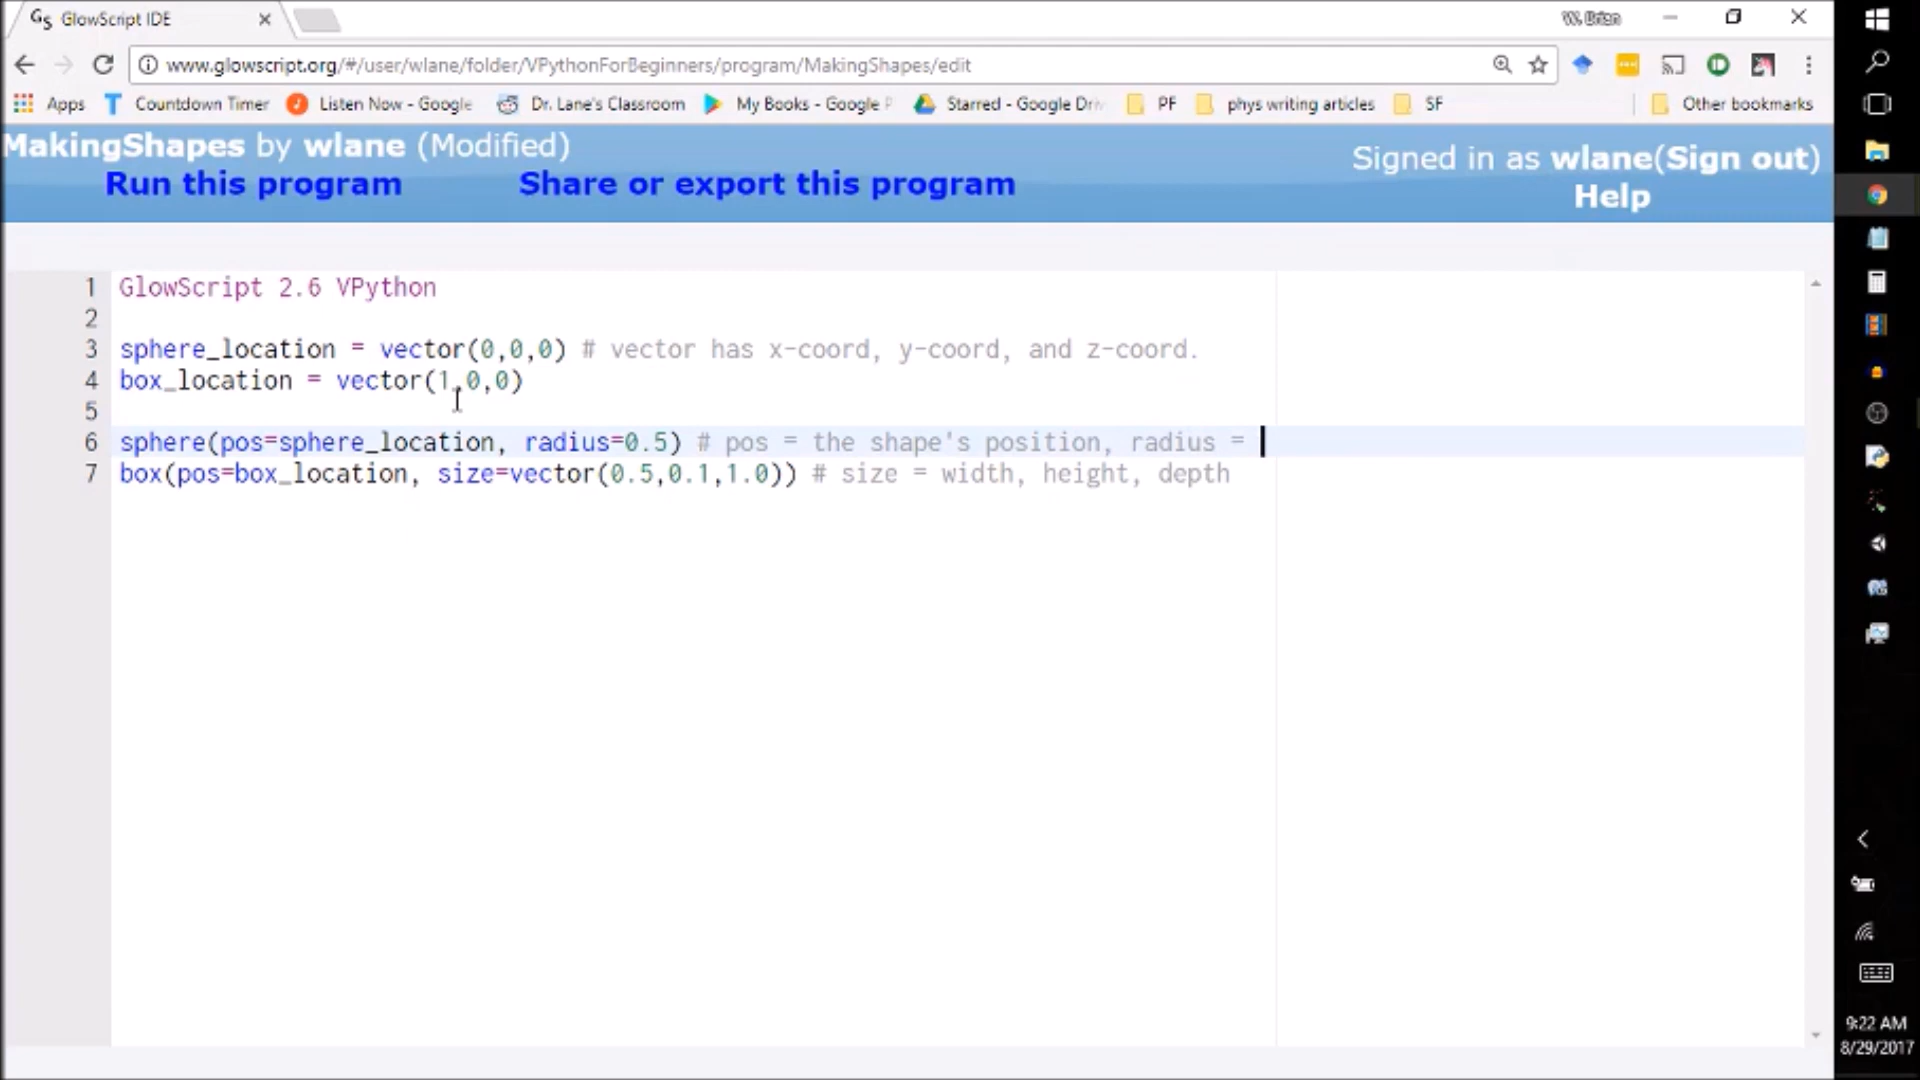 GlowScript IDE
W. Brian
www.glowscript.org/#/user/wlane/folder/VPythonForBeginners/program/MakingShapes/edit
Apps Countdown Timer Listen Now - Google Dr. Lane's Classroom My Books - Google P Starred - Google Driv PF phys writing articles SF Other bookmarks
MakingShapes by wlane (Modified)
Signed in as wlane(Sign out)
Run this program Share or export this program
Help
1 GlowScript 2.6 VPython
2
3 sphere_location = vector(0,0,0) # vector has x-coord, y-coord, and z-coord.
4 box_location = vector(1,0,0)
5
6 sphere(pos=sphere_location, radius=0.5) # pos = the shape's position, radius =
7 box(pos=box_location, size=vector(0.5,0.1,1.0)) # size = width, height, depth
9:22 AM
8/29/2017